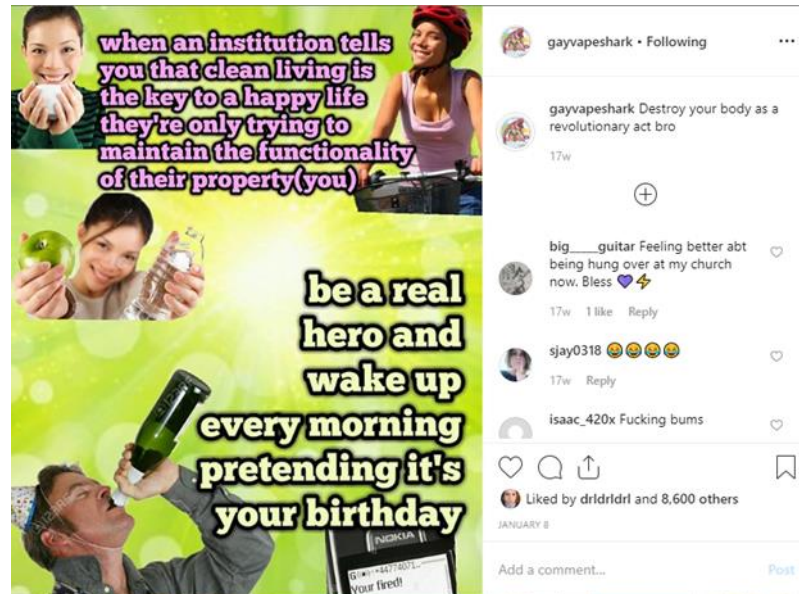 when an institution tells
you that clean living is
the key to a happy life
they're only trying to
maintain the functionality
of their property(you)
be a real
hero and
wake up
every morning
pretending it's
your birthday
NOKIA
Your fired!
gayvapeshark • Following
gayvapeshark Destroy your body as a
revolutionary act bro
17w
big____guitar Feeling better abt
being hung over at my church
now. Bless 💜⚡
17w 1 like Reply
sjay0318 😂😂😂😂
17w Reply
isaac_420x Fucking bums
Liked by drldrldrl and 8,600 others
JANUARY 8
Add a comment... Post